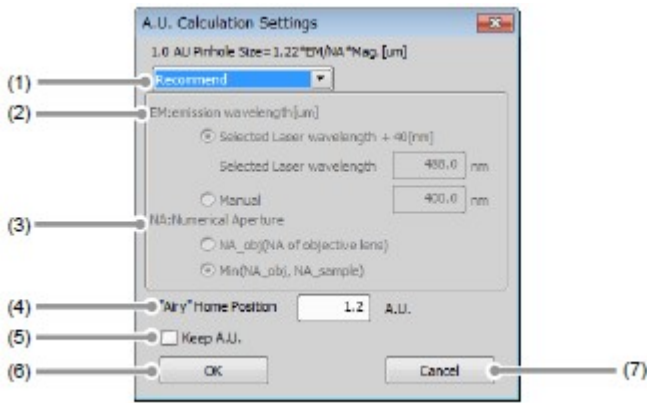 A.U. Calculation Settings
1.0 AU Pinhole Size=1.22*EM/NA*Mag.[um]
(1)
Recommend
(2)
EM:emission wavelength[um]
Selected Laser wavelength + 40[nm]
Selected Laser wavelength 488.0 nm
Manual 400.0 nm
(3)
NA:Numerical Aperture
NA_obj(NA of objective lens)
Min(NA_obj, NA_sample)
(4)
"Airy" Home Position 1.2 A.U.
(5)
Keep A.U.
(6)
OK
Cancel
(7)